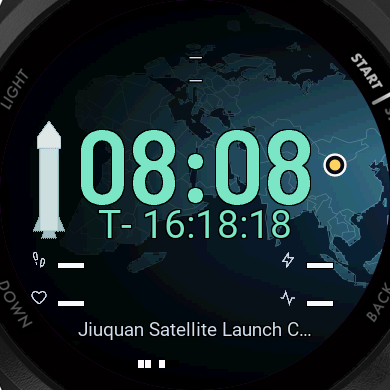 LIGHT
START
08:08
T- 16:18:18
DOWN
BACK
Jiuquan Satellite Launch C...